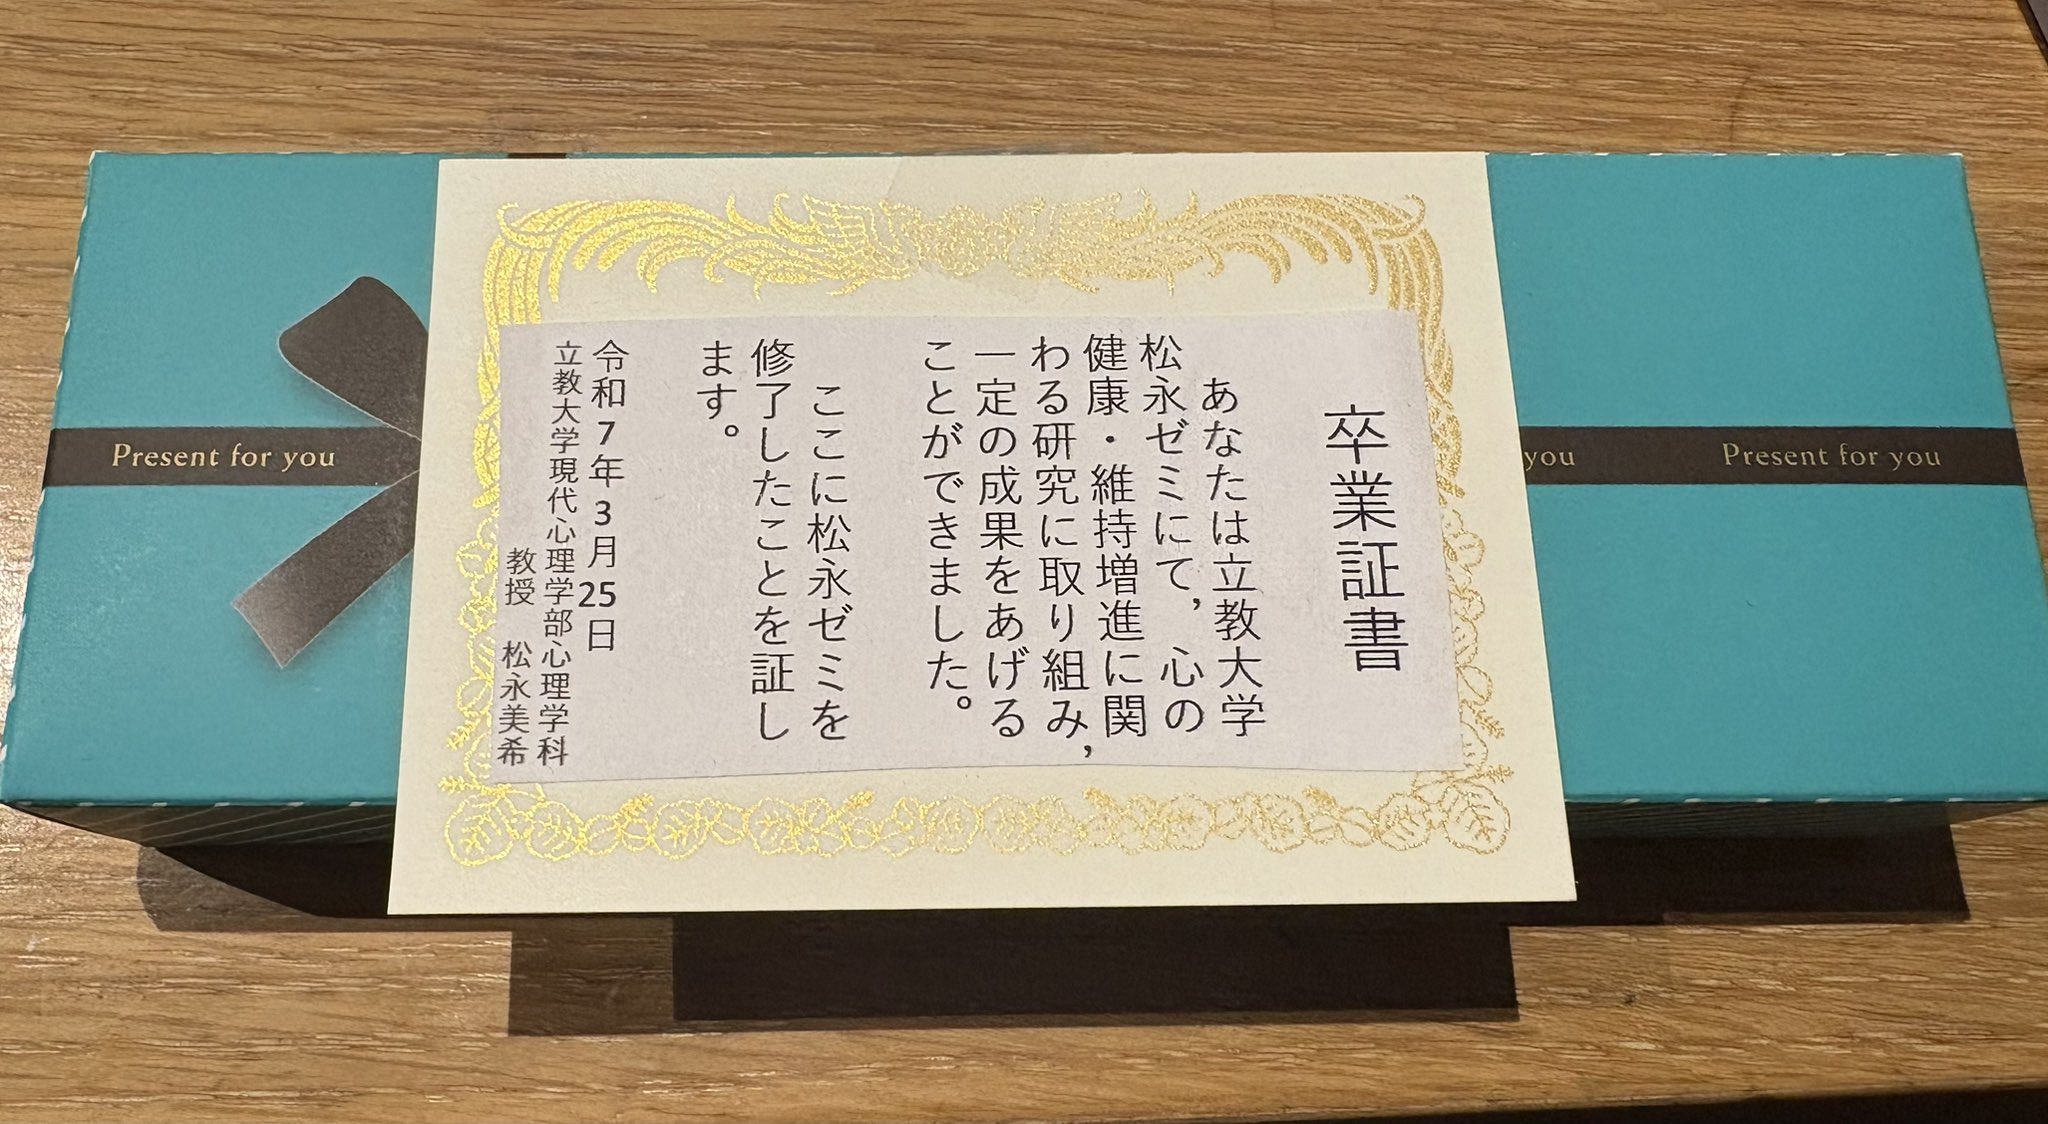 卒業証書
あなたは立教大学
松永ゼミにて，心の
健康・維持増進に関
わる研究に取り組み，
一定の成果をあげる
ことができました。
ここに松永ゼミを
修了したことを証し
ます。
令和7年3月25日
立教大学現代心理学部心理学科
教授　松永美希
Present for you
you
Present for you